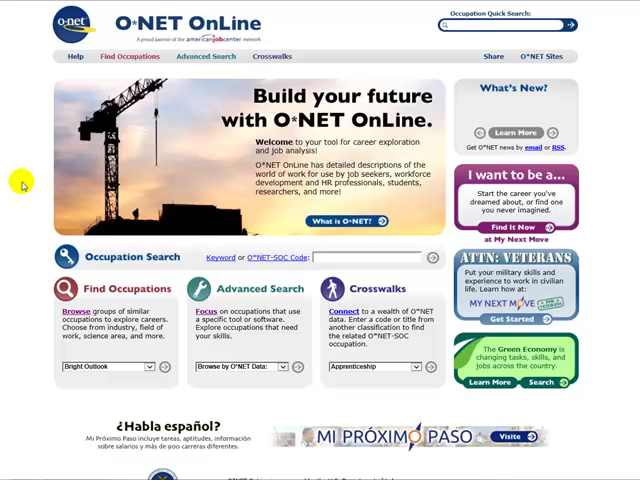 o·net
O*NET OnLine
A proud partner of the americanjobcenter network
Occupation Quick Search:
Help Find Occupations Advanced Search Crosswalks Share O*NET Sites
Build your future
with O*NET OnLine.
Welcome to your tool for career exploration
and job analysis!
O*NET OnLine has detailed descriptions of the
world of work for use by job seekers, workforce
development and HR professionals, students,
researchers, and more!
What is O*NET?
What's New?
Learn More
Get O*NET news by email or RSS.
I want to be a...
Start the career you've
dreamed about, or find one
you never imagined.
Find It Now
at My Next Move
ATTN: VETERANS
Put your military skills and
experience to work in civilian
life. Learn how at:
MY NEXT MOVE
FOR VETERANS
Get Started
The Green Economy is
changing tasks, skills, and
jobs across the country.
Learn More Search
Occupation Search Keyword or O*NET-SOC Code:
Find Occupations
Browse groups of similar
occupations to explore careers.
Choose from industry, field of
work, science area, and more.
Bright Outlook
Advanced Search
Focus on occupations that use
a specific tool or software.
Explore occupations that need
your skills.
Browse by O*NET Data:
Crosswalks
Connect to a wealth of O*NET
data. Enter a code or title from
another classification to find
the related O*NET-SOC
occupation.
Apprenticeship
¿Habla español?
Mi Próximo Paso incluye tareas, aptitudes, información
sobre salarios y más de 900 carreras diferentes.
MI PRÓXIMO PASO Visite